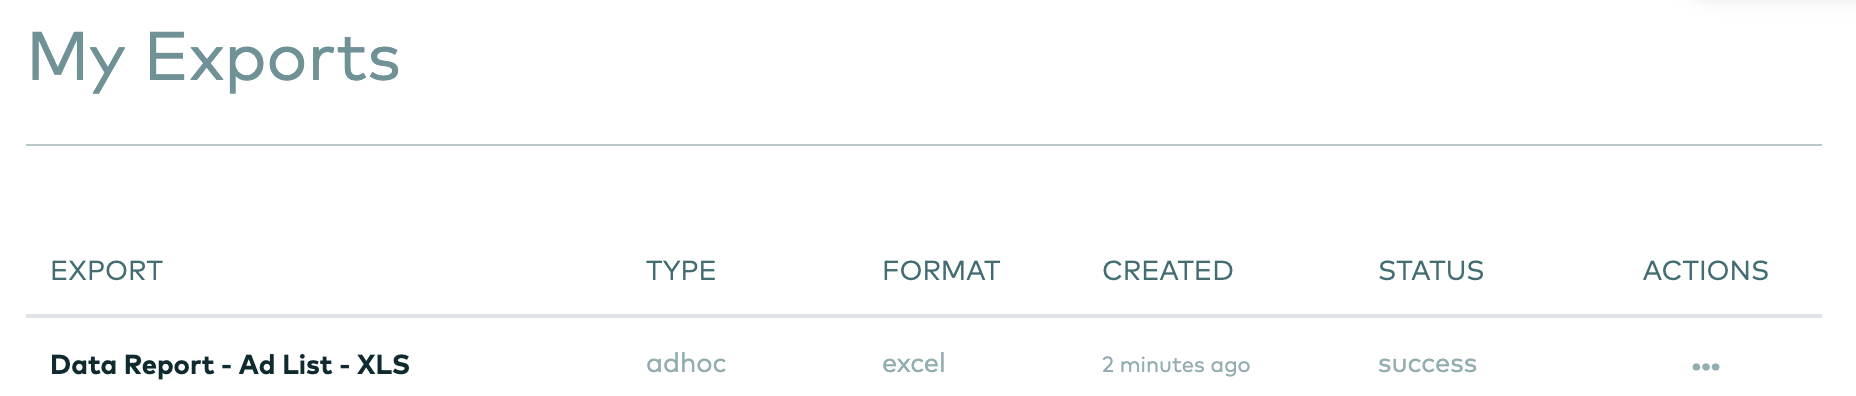 My Exports
EXPORT TYPE FORMAT CREATED STATUS ACTIONS
Data Report - Ad List - XLS adhoc excel 2 minutes ago success •••